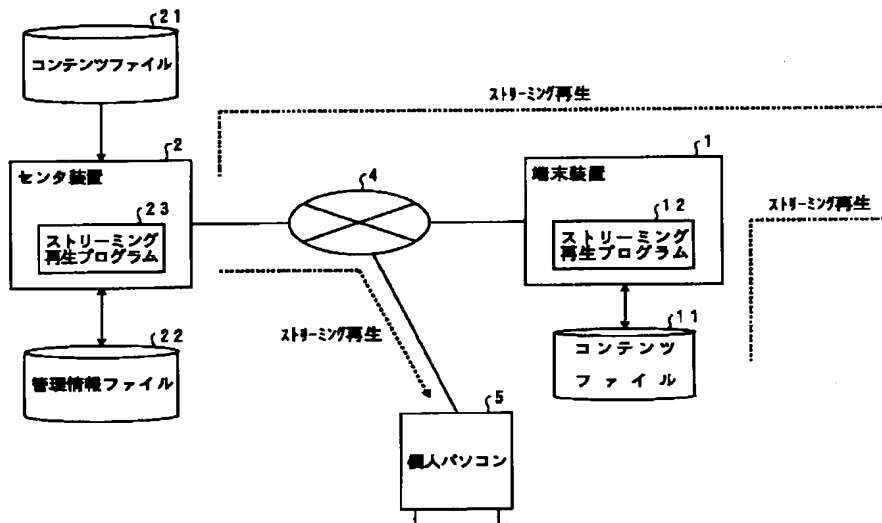 21
コンテンツファイル
ストリーミング再生
2
センタ装置
23
ストリーミング
再生プログラム
4
1
端末装置
12
ストリーミング
再生プログラム
ストリーミング再生
ストリーミング再生
22
管理情報ファイル
11
コンテンツ
ファイル
5
個人パソコン